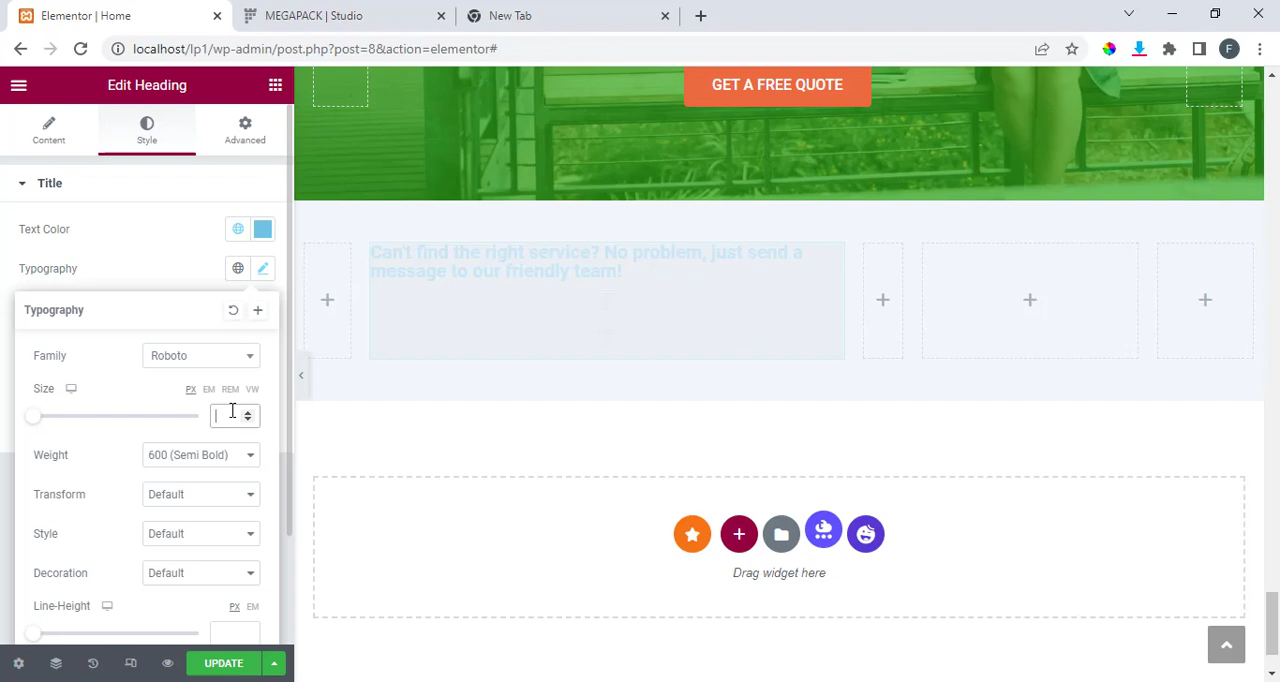 Elementor | Home
MEGAPACK | Studio
New Tab
localhost/lp1/wp-admin/post.php?post=8&action=elementor#
F
Edit Heading
Content
Style
Advanced
Title
Text Color
Typography
Typography
Family
Roboto
Size
PX EM REM VW
Weight
600 (Semi Bold)
Transform
Default
Style
Default
Decoration
Default
Line-Height
PX EM
UPDATE
GET A FREE QUOTE
Can't find the right service? No problem, just send a
message to our friendly team!
Drag widget here